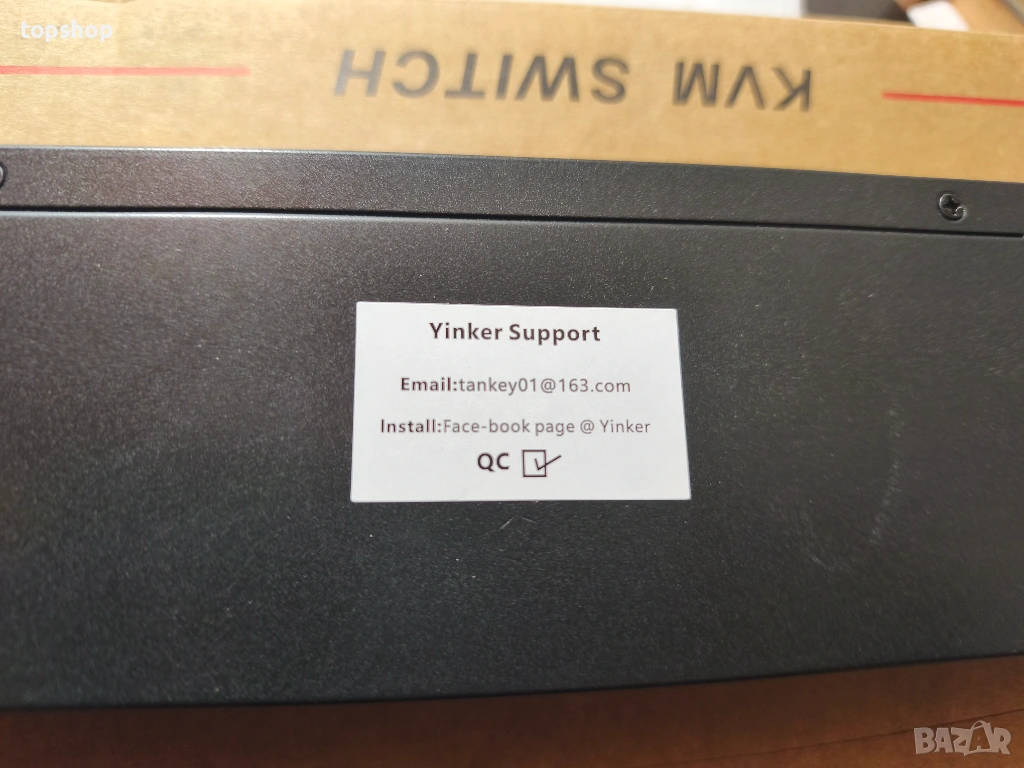 topshop
KVM SWITCH
Yinker Support
Email:tankey01@163.com
Install:Face-book page @ Yinker
QC
BAZAR